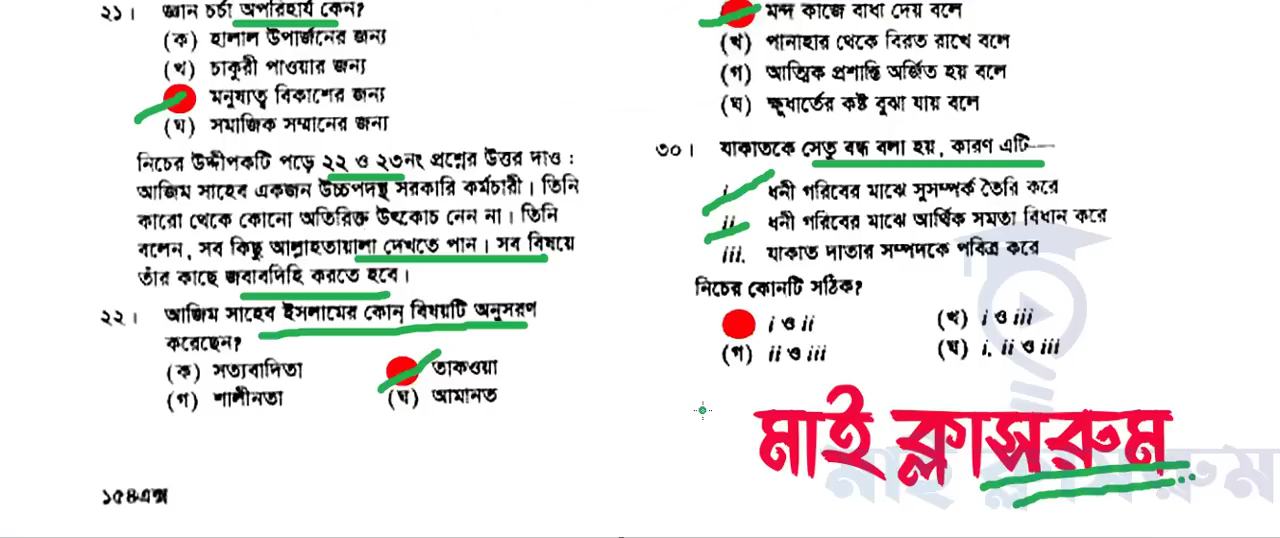 ২১। জ্ঞান চর্চা অপরিহার্য কেন?
(ক) হালাল উপার্জনের জন্য
(খ) চাকুরী পাওয়ার জন্য
মনুষ্যত্ব বিকাশের জন্য
(ঘ) সমাজিক সম্মানের জন্য
নিচের উদ্দীপকটি পড়ে ২২ ও ২৩নং প্রশ্নের উত্তর দাও :
আজিম সাহেব একজন উচ্চপদস্থ সরকারি কর্মচারী। তিনি
কারো থেকে কোনো অতিরিক্ত উৎকোচ নেন না। তিনি
বলেন, সব কিছু আল্লাহতায়ালা দেখতে পান। সব বিষয়ে
তাঁর কাছে জবাবদিহি করতে হবে।
২২। আজিম সাহেব ইসলামের কোন্ বিষয়টি অনুসরণ
করেছেন?
(ক) সত্যবাদিতা
তাকওয়া
(গ) শালীনতা
(ঘ) আমানত
১৫৪এক্স
মন্দ কাজে বাধা দেয় বলে
(খ) পানাহার থেকে বিরত রাখে বলে
(গ) আত্মিক প্রশান্তি অর্জিত হয় বলে
(ঘ) ক্ষুধার্তের কষ্ট বুঝা যায় বলে
৩০। যাকাতকে সেতু বন্ধ বলা হয়, কারণ এটি—
i. ধনী গরিবের মাঝে সুসম্পর্ক তৈরি করে
ii. ধনী গরিবের মাঝে আর্থিক সমতা বিধান করে
iii. যাকাত দাতার সম্পদকে পবিত্র করে
নিচের কোনটি সঠিক?
i ও ii
(খ) i ও iii
(গ) ii ও iii
(ঘ) i. ii ও iii
মাই ক্লাসরুম
মাই ক্লাসরুম